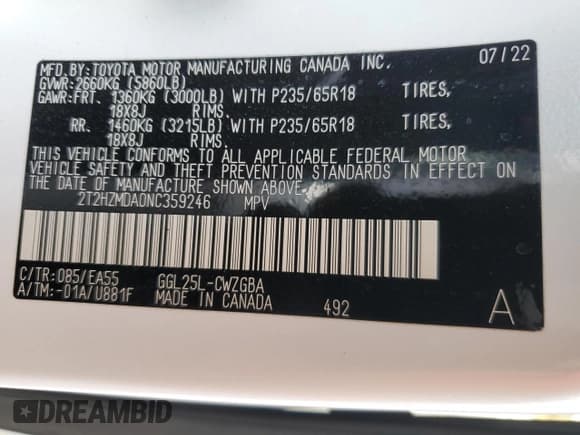 MFD.BY:TOYOTA MOTOR MANUFACTURING CANADA INC. 07/22
GVWR:2660KG (5860LB)
GAWR:FRT. 1360KG (3000LB) WITH P235/65R18 TIRES,
18X8J RIMS.
RR. 1460KG (3215LB) WITH P235/65R18 TIRES,
18X8J RIMS.
THIS VEHICLE CONFORMS TO ALL APPLICABLE FEDERAL MOTOR
VEHICLE SAFETY AND THEFT PREVENTION STANDARDS IN EFFECT ON
THE DATE OF MANUFACTURE SHOWN ABOVE.
2T2HZMDA0NC359246 MPV
C/TR:085/EA55 GGL25L-CWZGBA
A/TM:-01A/U881F MADE IN CANADA 492 A
DREAMBID